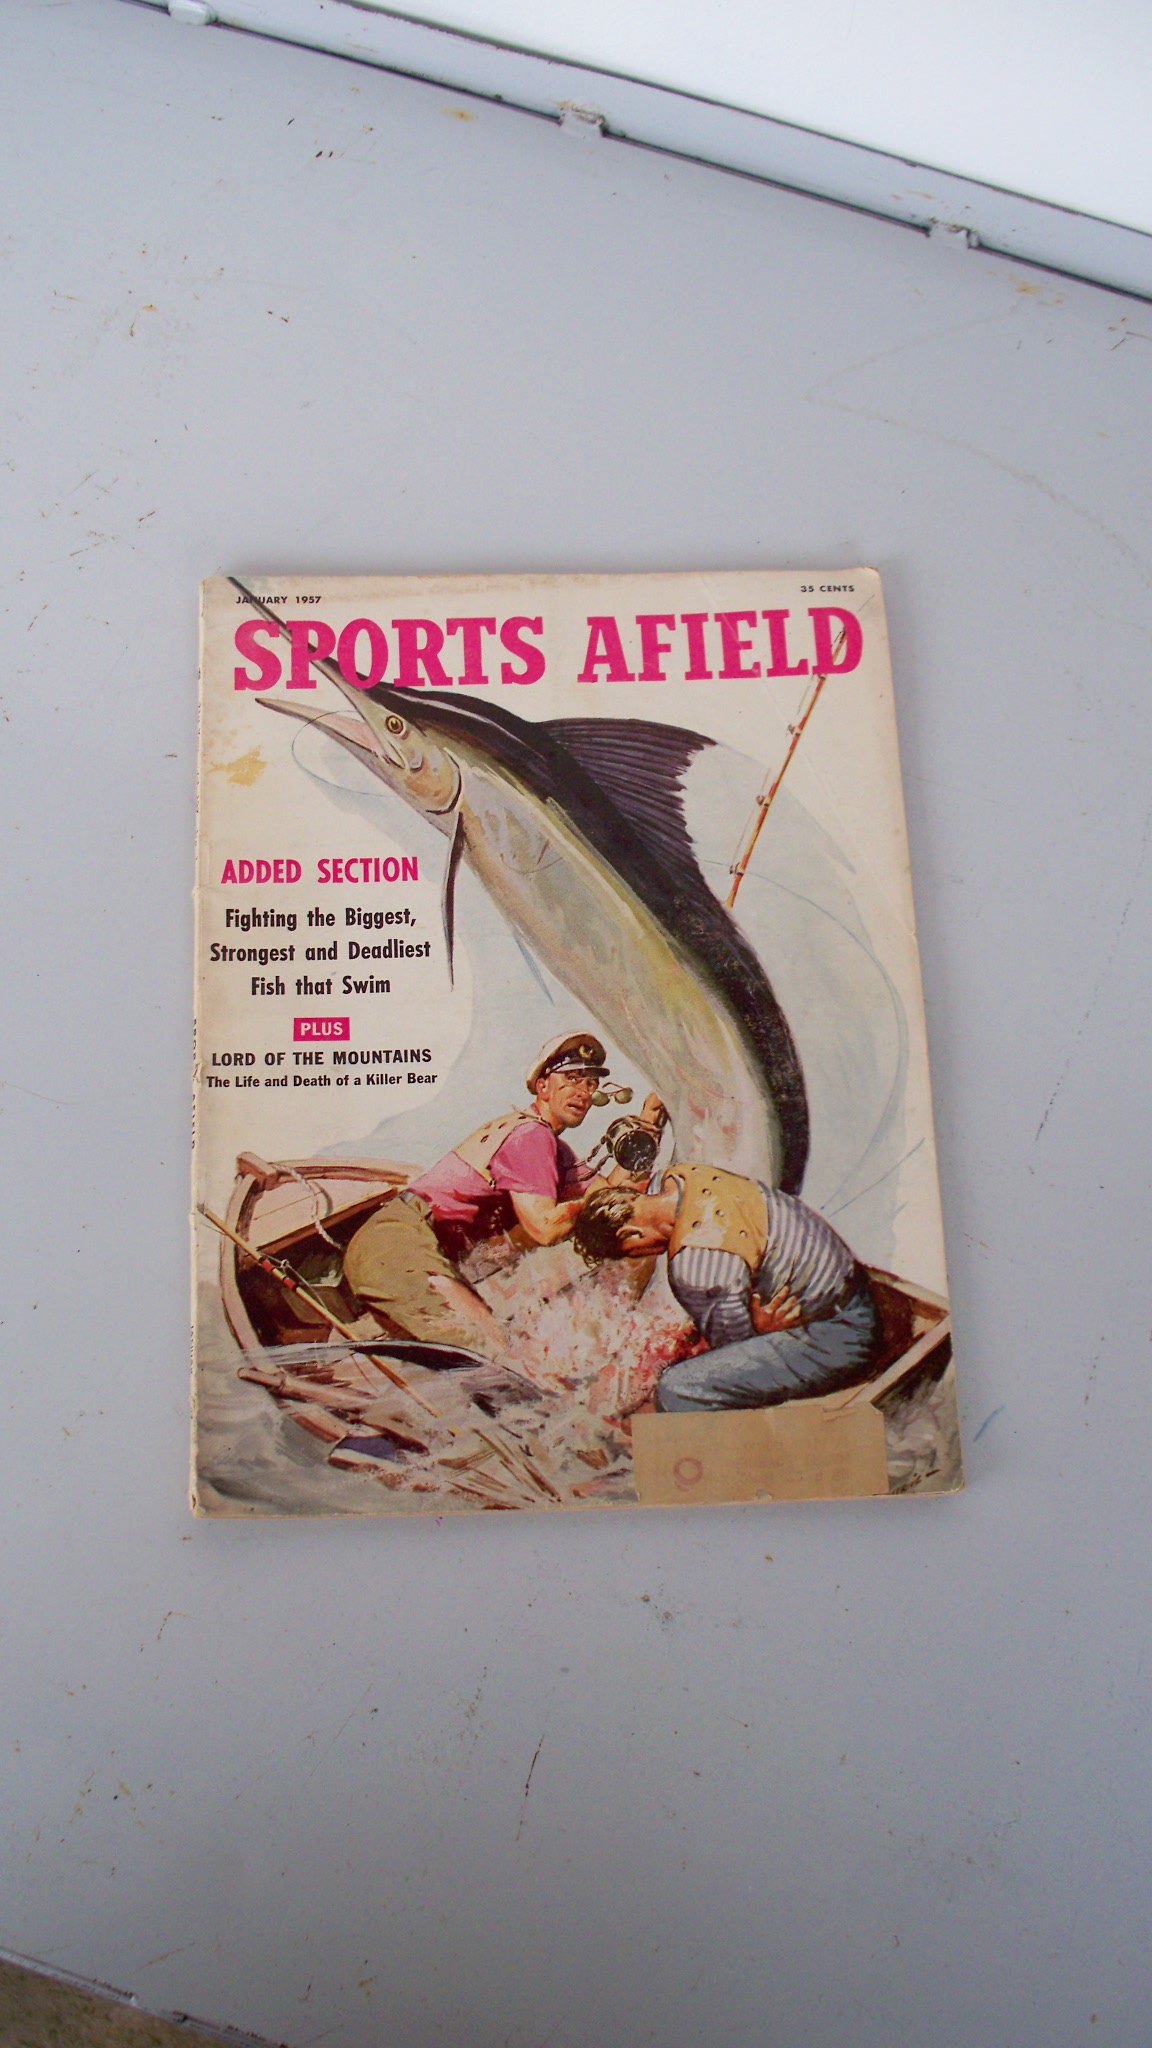 JANUARY 1957
35 CENTS
SPORTS AFIELD
ADDED SECTION
Fighting the Biggest,
Strongest and Deadliest
Fish that Swim
PLUS
LORD OF THE MOUNTAINS
The Life and Death of a Killer Bear